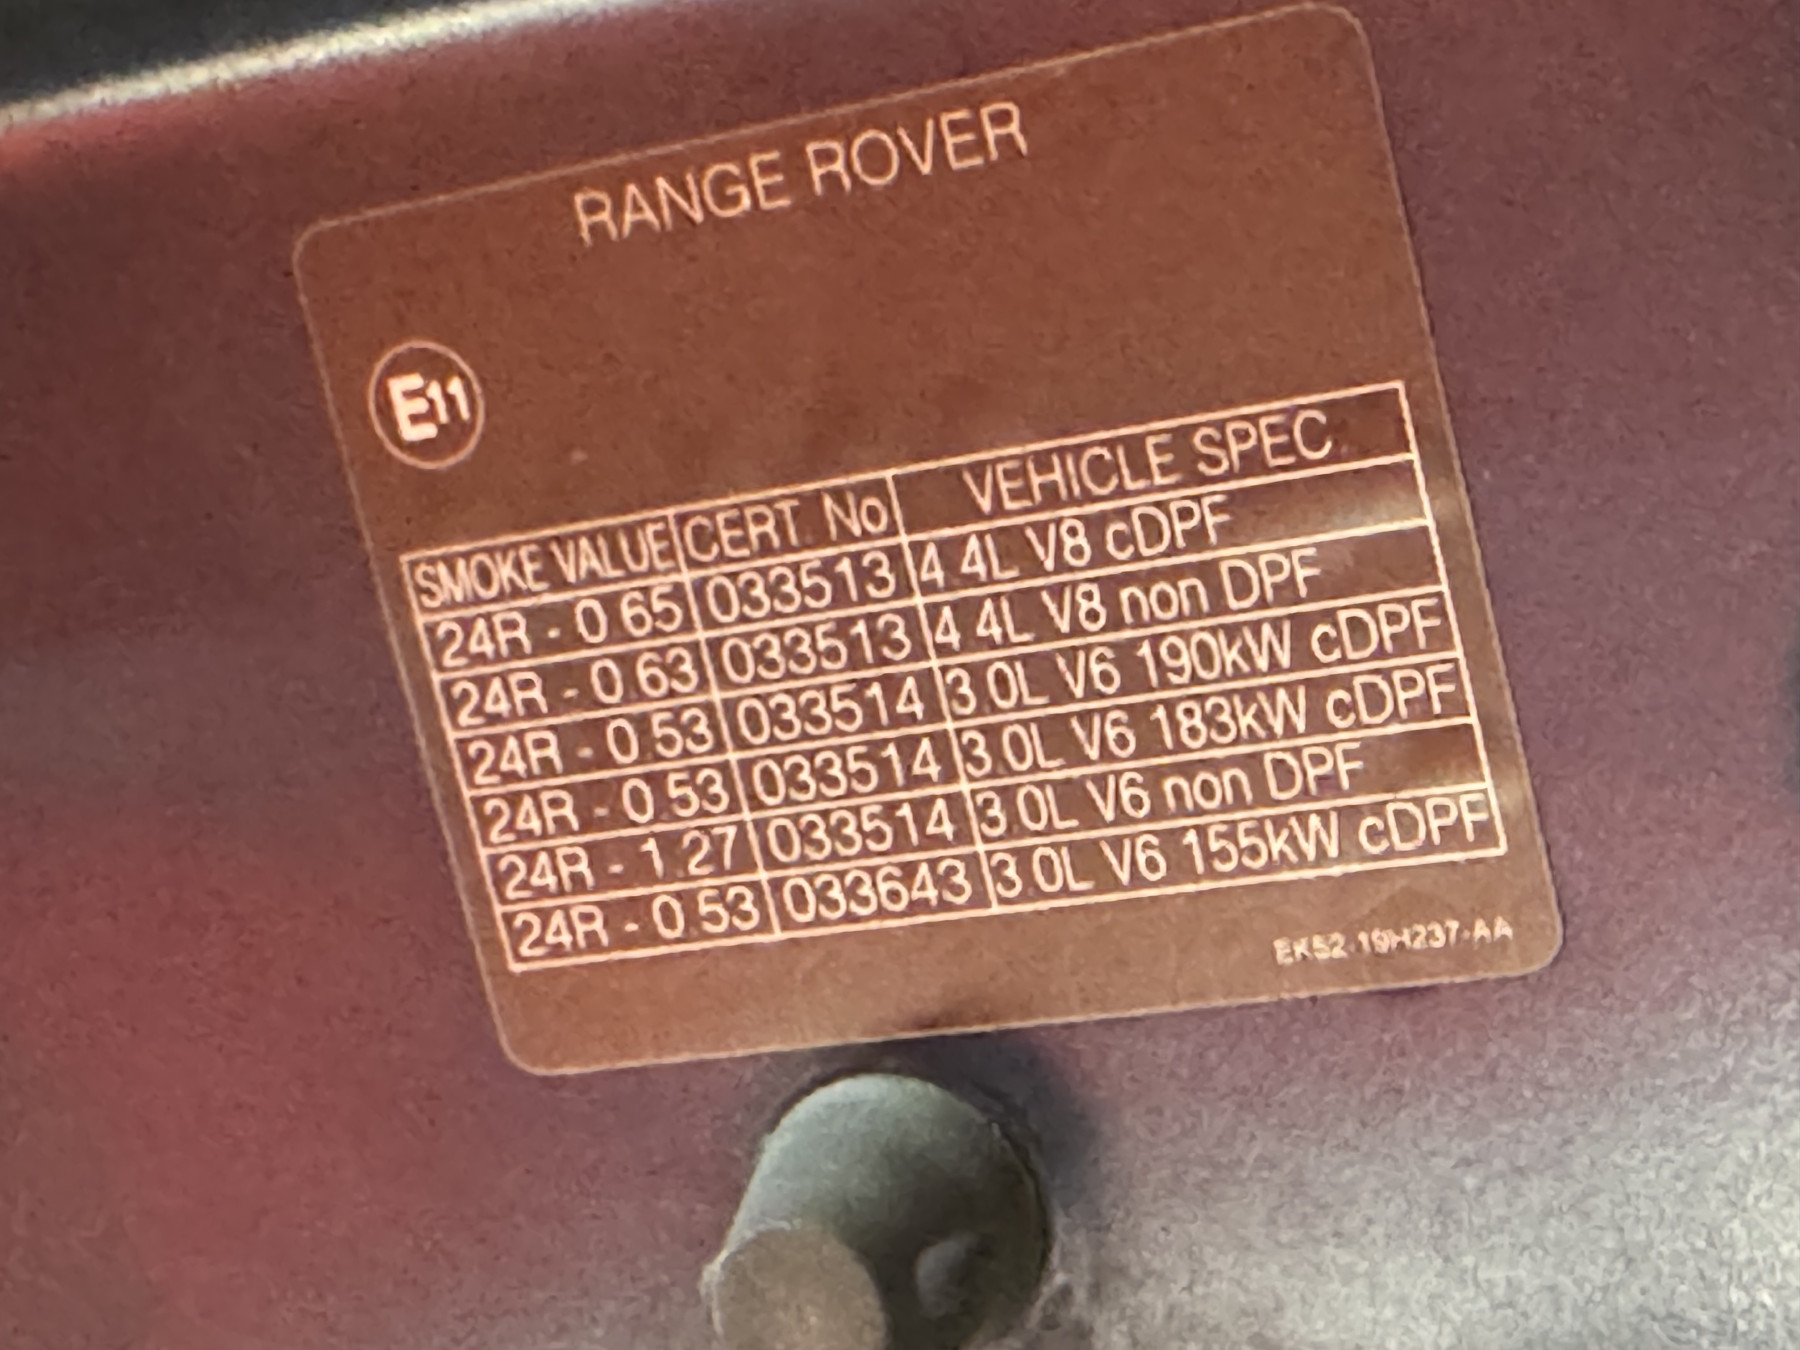 RANGE ROVER
E11
SMOKE VALUE CERT. No VEHICLE SPEC.
24R - 0.65 033513 4.4L V8 cDPF
24R - 0.63 033513 4.4L V8 non DPF
24R - 0.53 033514 3.0L V6 190kW cDPF
24R - 0.53 033514 3.0L V6 183kW cDPF
24R - 1.27 033514 3.0L V6 non DPF
24R - 0.53 033643 3.0L V6 155kW cDPF
EK52-19H237-AA